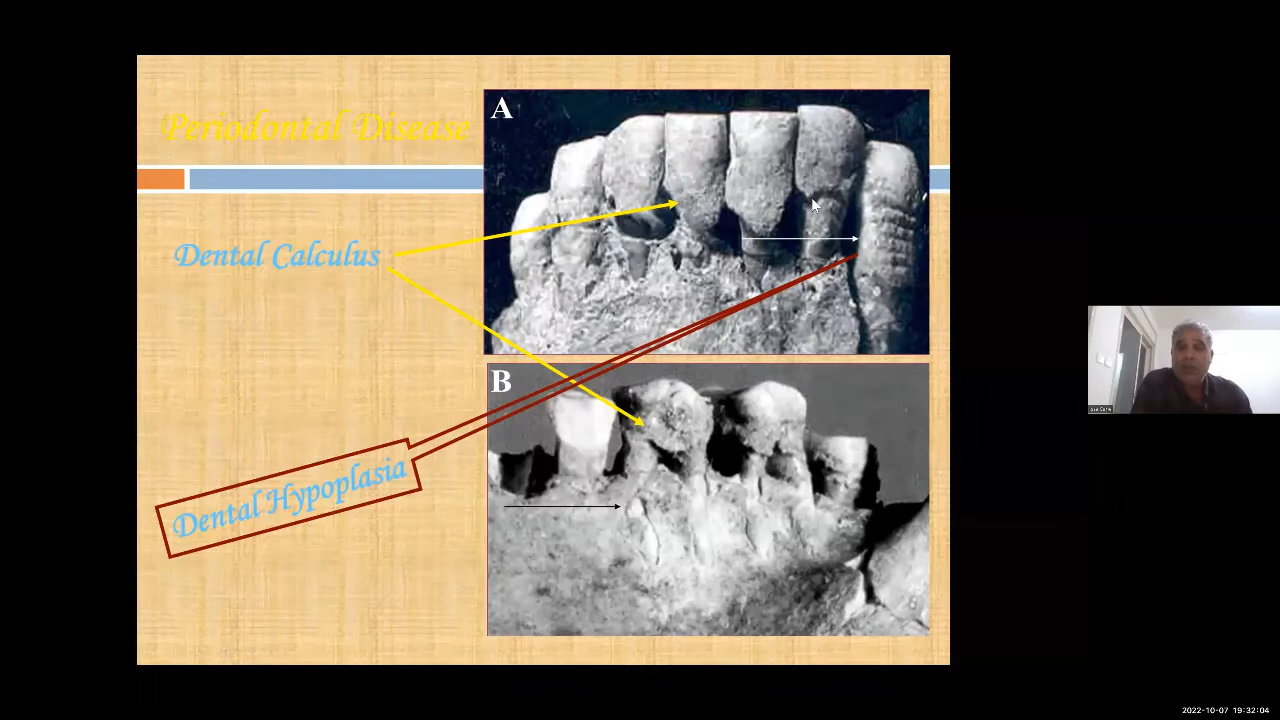 Periodontal Disease
A
Dental Calculus
B
Dental Hypoplasia
2022-10-07 19:32:04